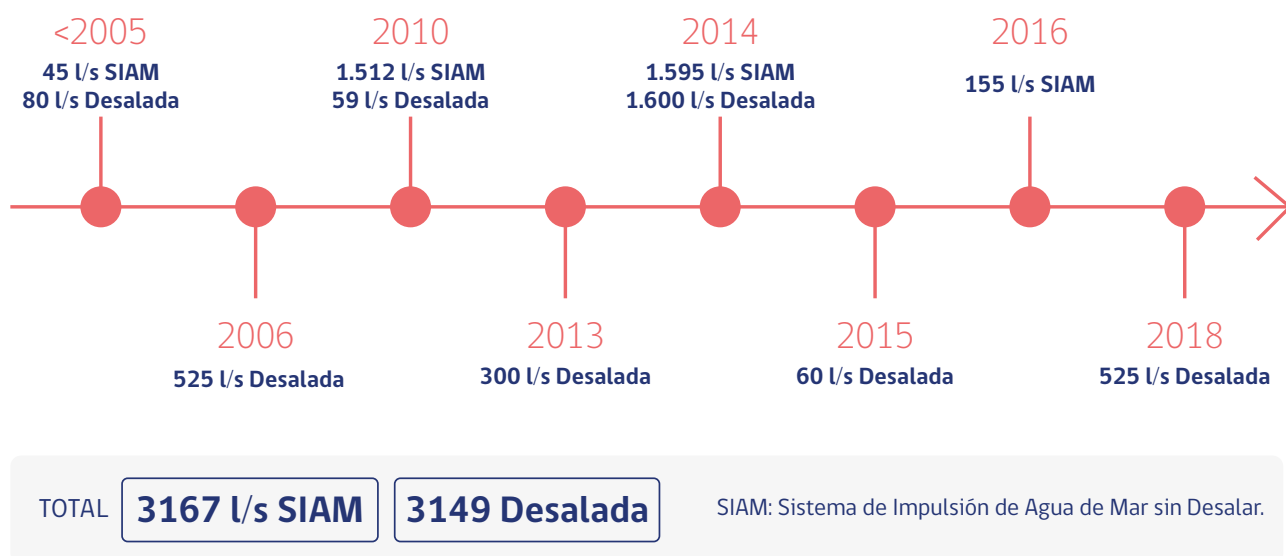 <2005
45 l/s SIAM
80 l/s Desalada
2010
1.512 l/s SIAM
59 l/s Desalada
2014
1.595 l/s SIAM
1.600 l/s Desalada
2016
155 l/s SIAM
2006
525 l/s Desalada
2013
300 l/s Desalada
2015
60 l/s Desalada
2018
525 l/s Desalada
TOTAL 3167 l/s SIAM 3149 Desalada SIAM: Sistema de Impulsión de Agua de Mar sin Desalar.